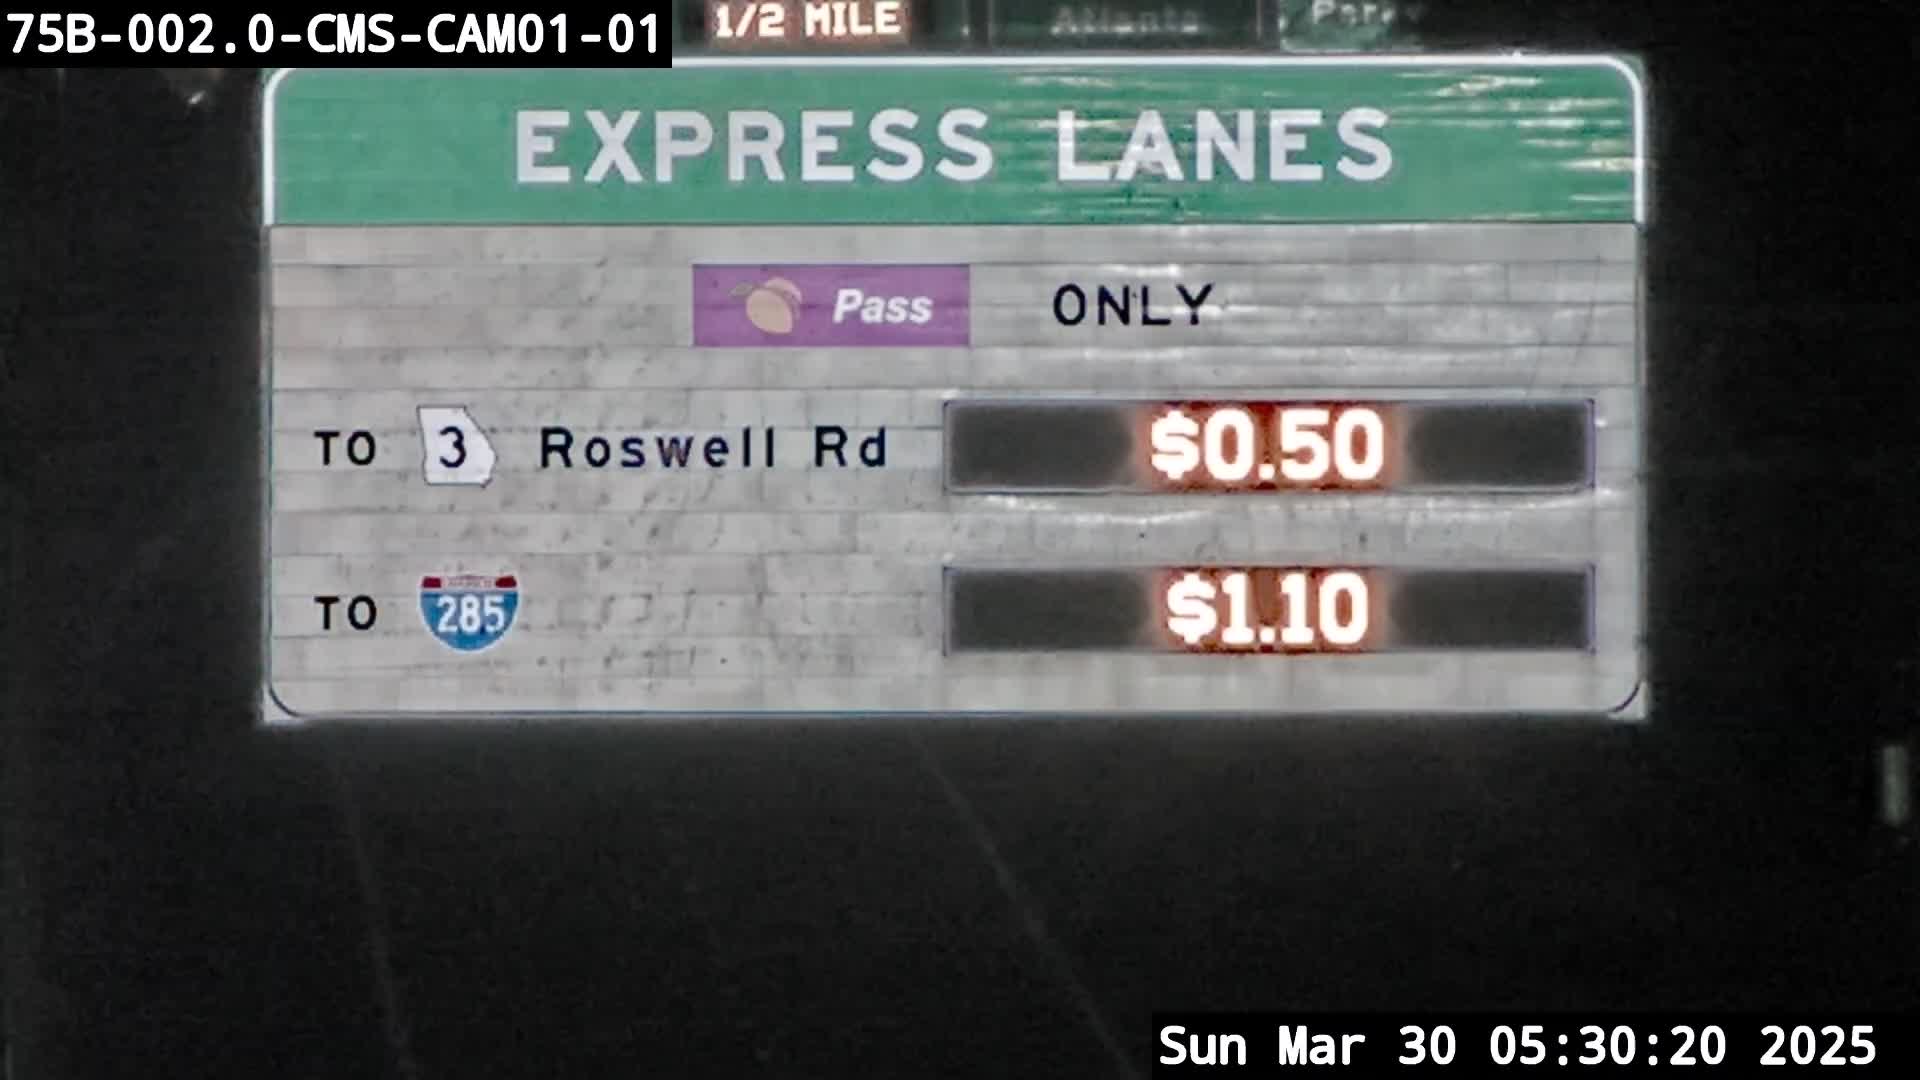 75B-002.0-CMS-CAM01-01
1/2 MILE
Atlanta
EXPRESS LANES
Pass ONLY
TO 3 Roswell Rd $0.50
TO 285 $1.10
Sun Mar 30 05:30:20 2025